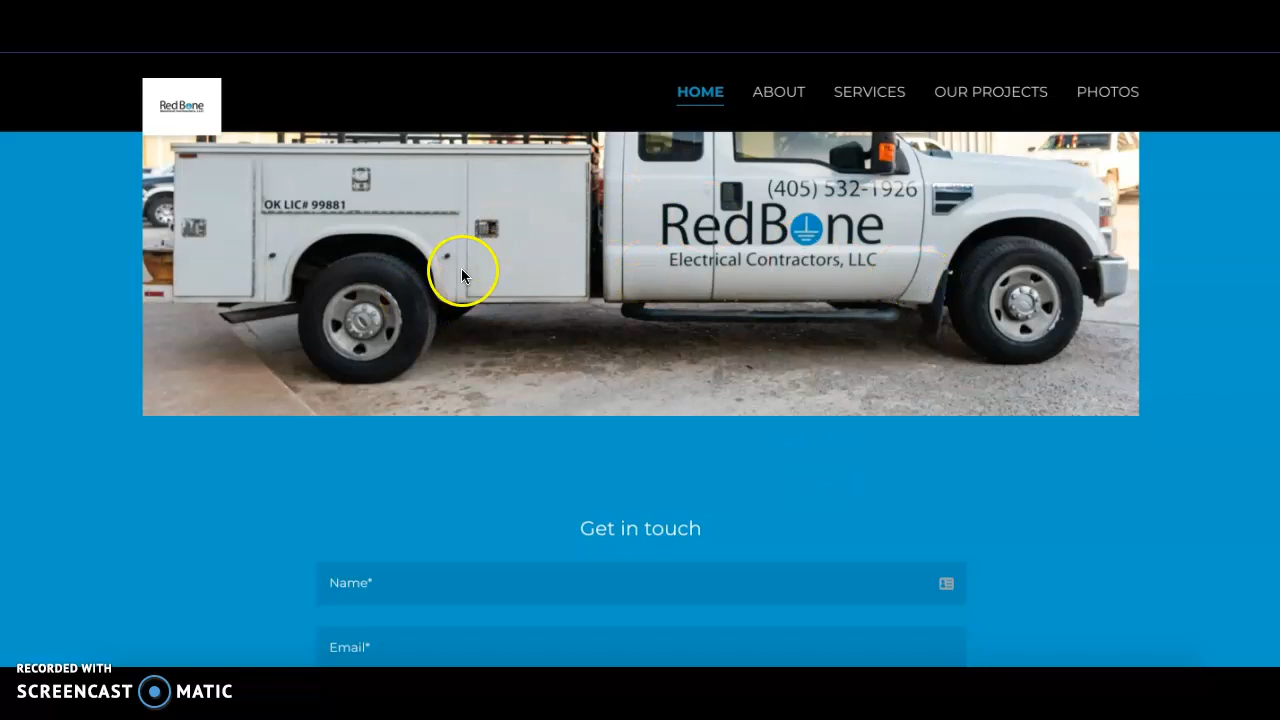 RedBone
HOME ABOUT SERVICES OUR PROJECTS PHOTOS
(405) 532-1926
OK LIC# 99881
RedBone
Electrical Contractors, LLC
Get in touch
Name*
Email*
RECORDED WITH
SCREENCAST MATIC